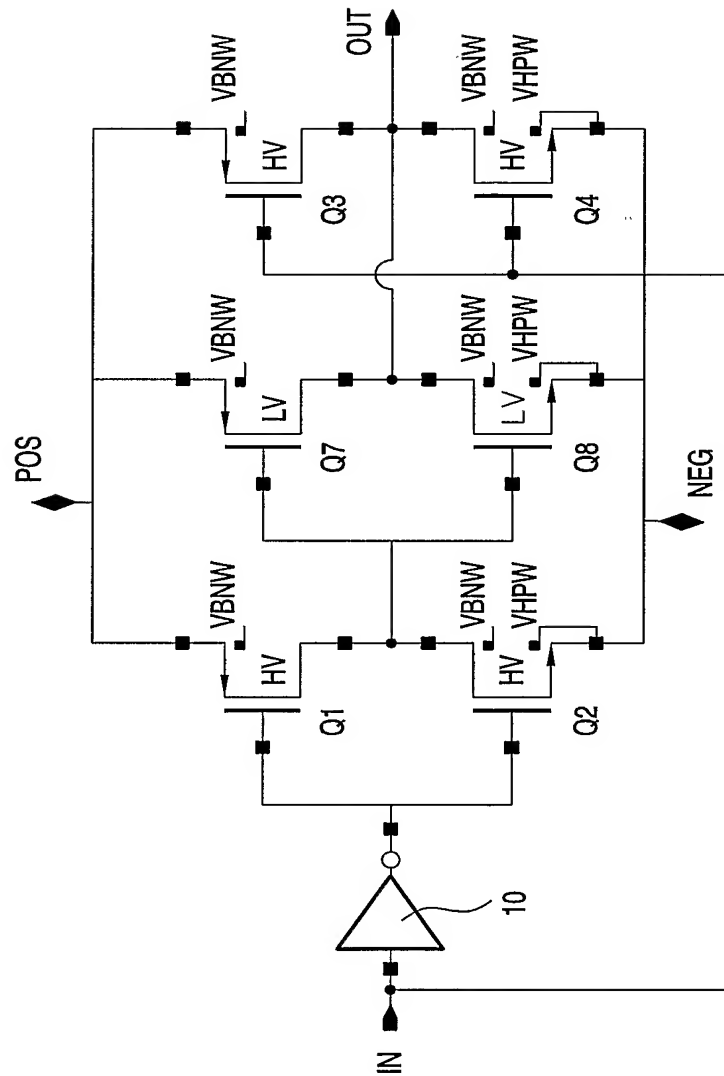 POS
VBNW
HV
Q1
VBNW
LV
Q7
VBNW
HV
Q3
OUT
IN
10
VBNW
VHPW
HV
Q2
VBNW
VHPW
LV
Q8
VBNW
VHPW
HV
Q4
NEG